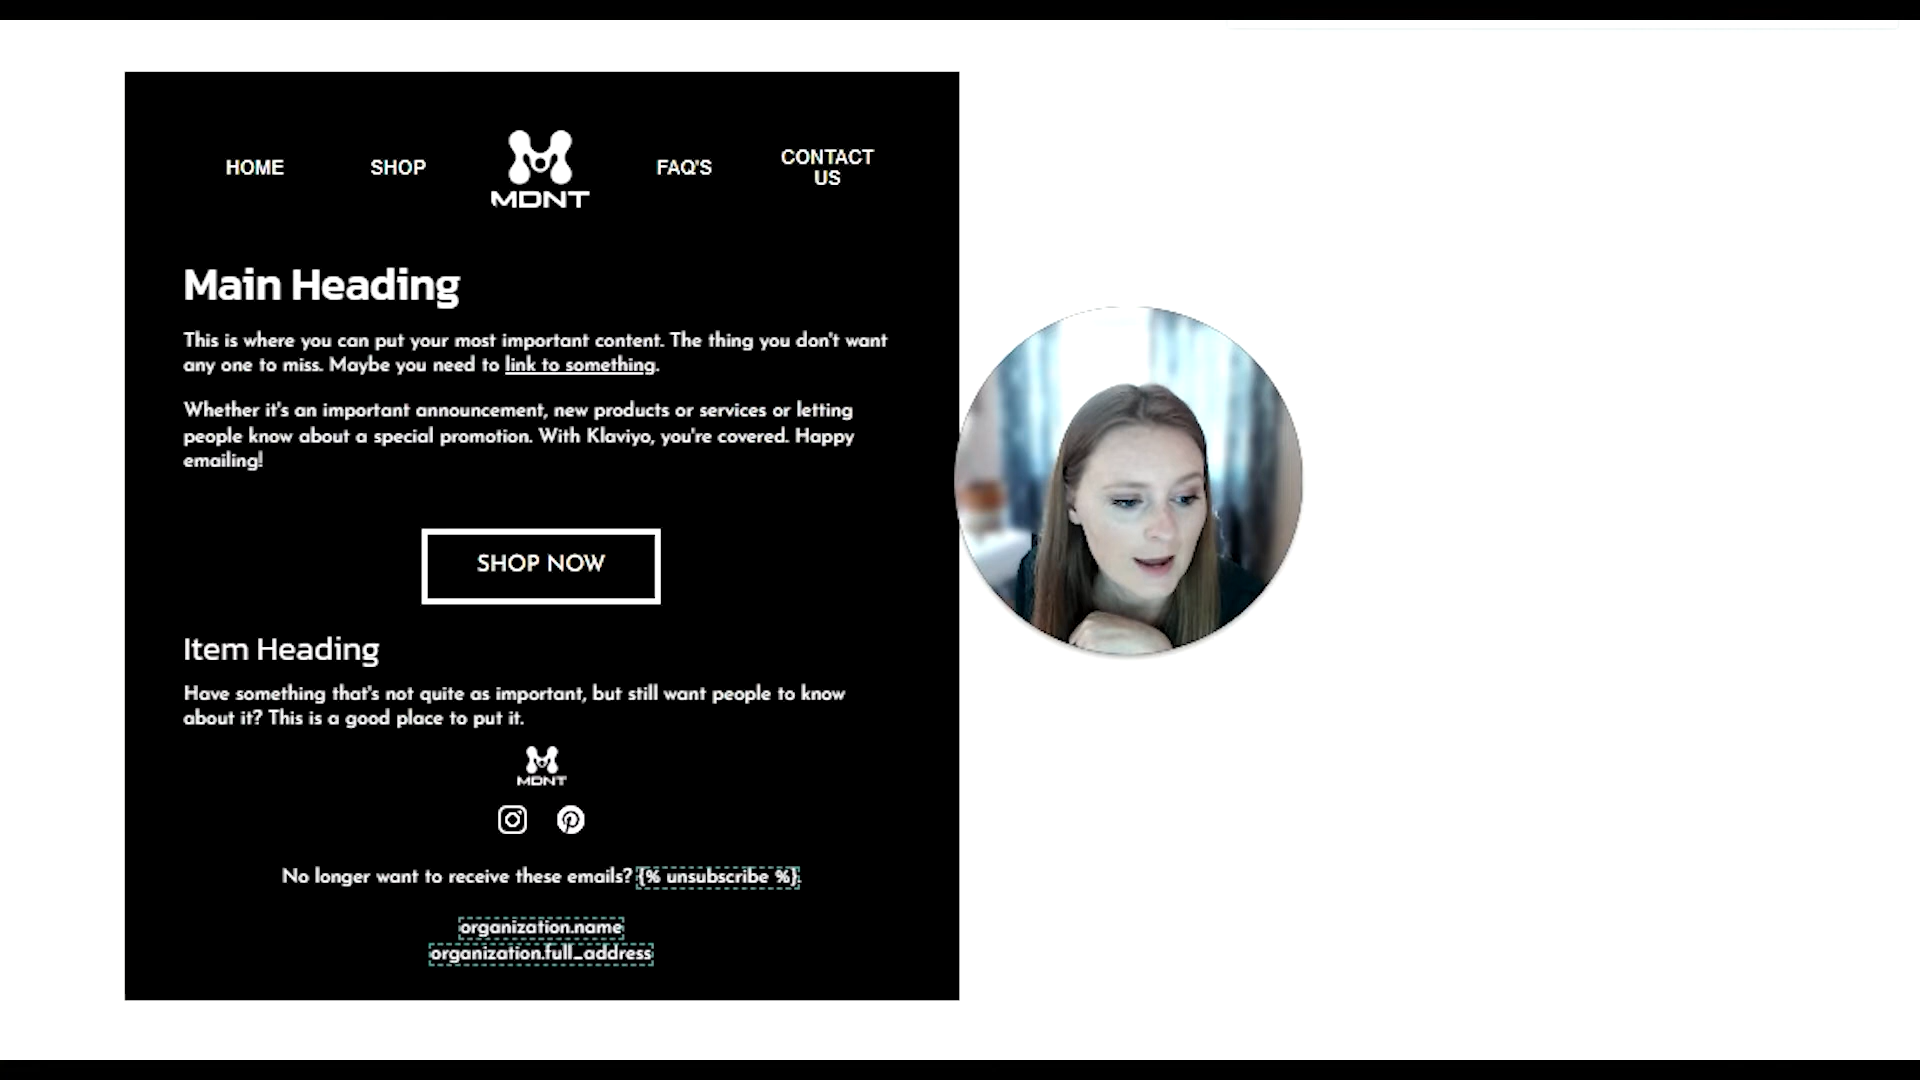 HOME
SHOP
MDNT
FAQ'S
CONTACT
US
Main Heading
This is where you can put your most important content. The thing you don't want
any one to miss. Maybe you need to link to something.
Whether it's an important announcement, new products or services or letting
people know about a special promotion. With Klaviyo, you're covered. Happy
emailing!
SHOP NOW
Item Heading
Have something that's not quite as important, but still want people to know
about it? This is a good place to put it.
MDNT
No longer want to receive these emails? {% unsubscribe %}.
organization.name
organization.full_address